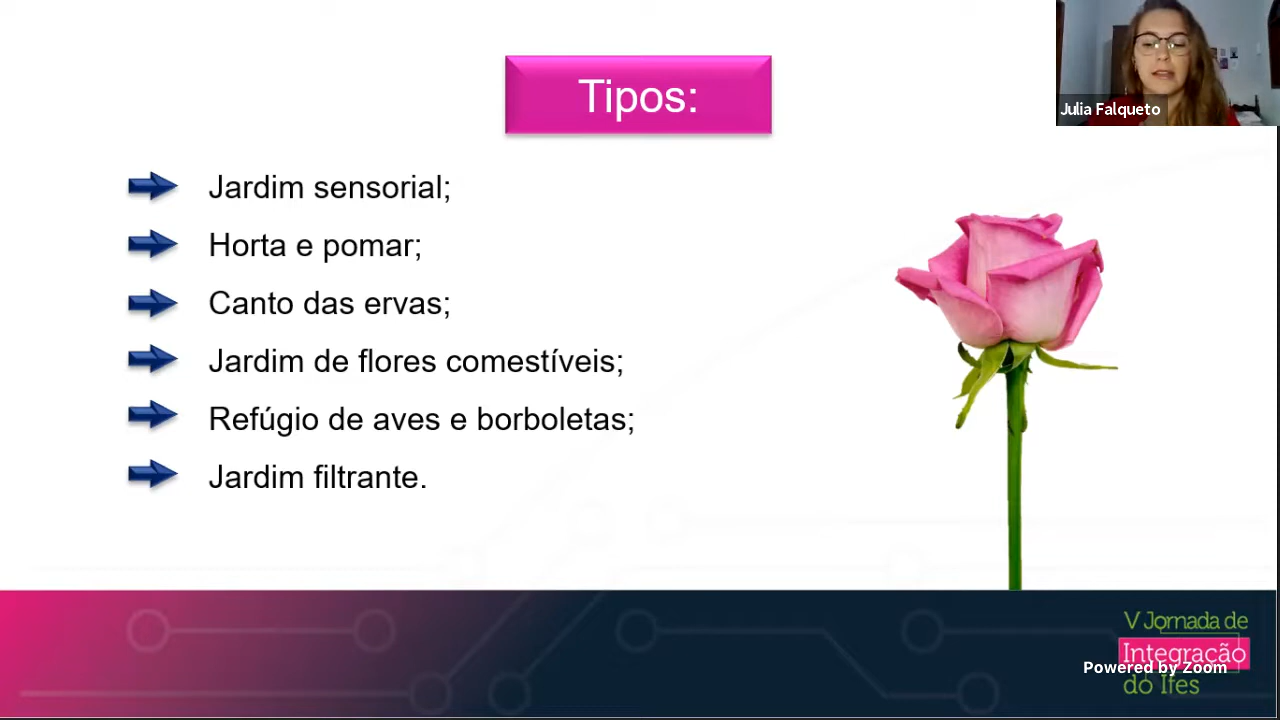 Tipos:
Julia Falqueto
Jardim sensorial;
Horta e pomar;
Canto das ervas;
Jardim de flores comestíveis;
Refúgio de aves e borboletas;
Jardim filtrante.
V Jornada de
Integração
Powered by Zoom
do Ifes